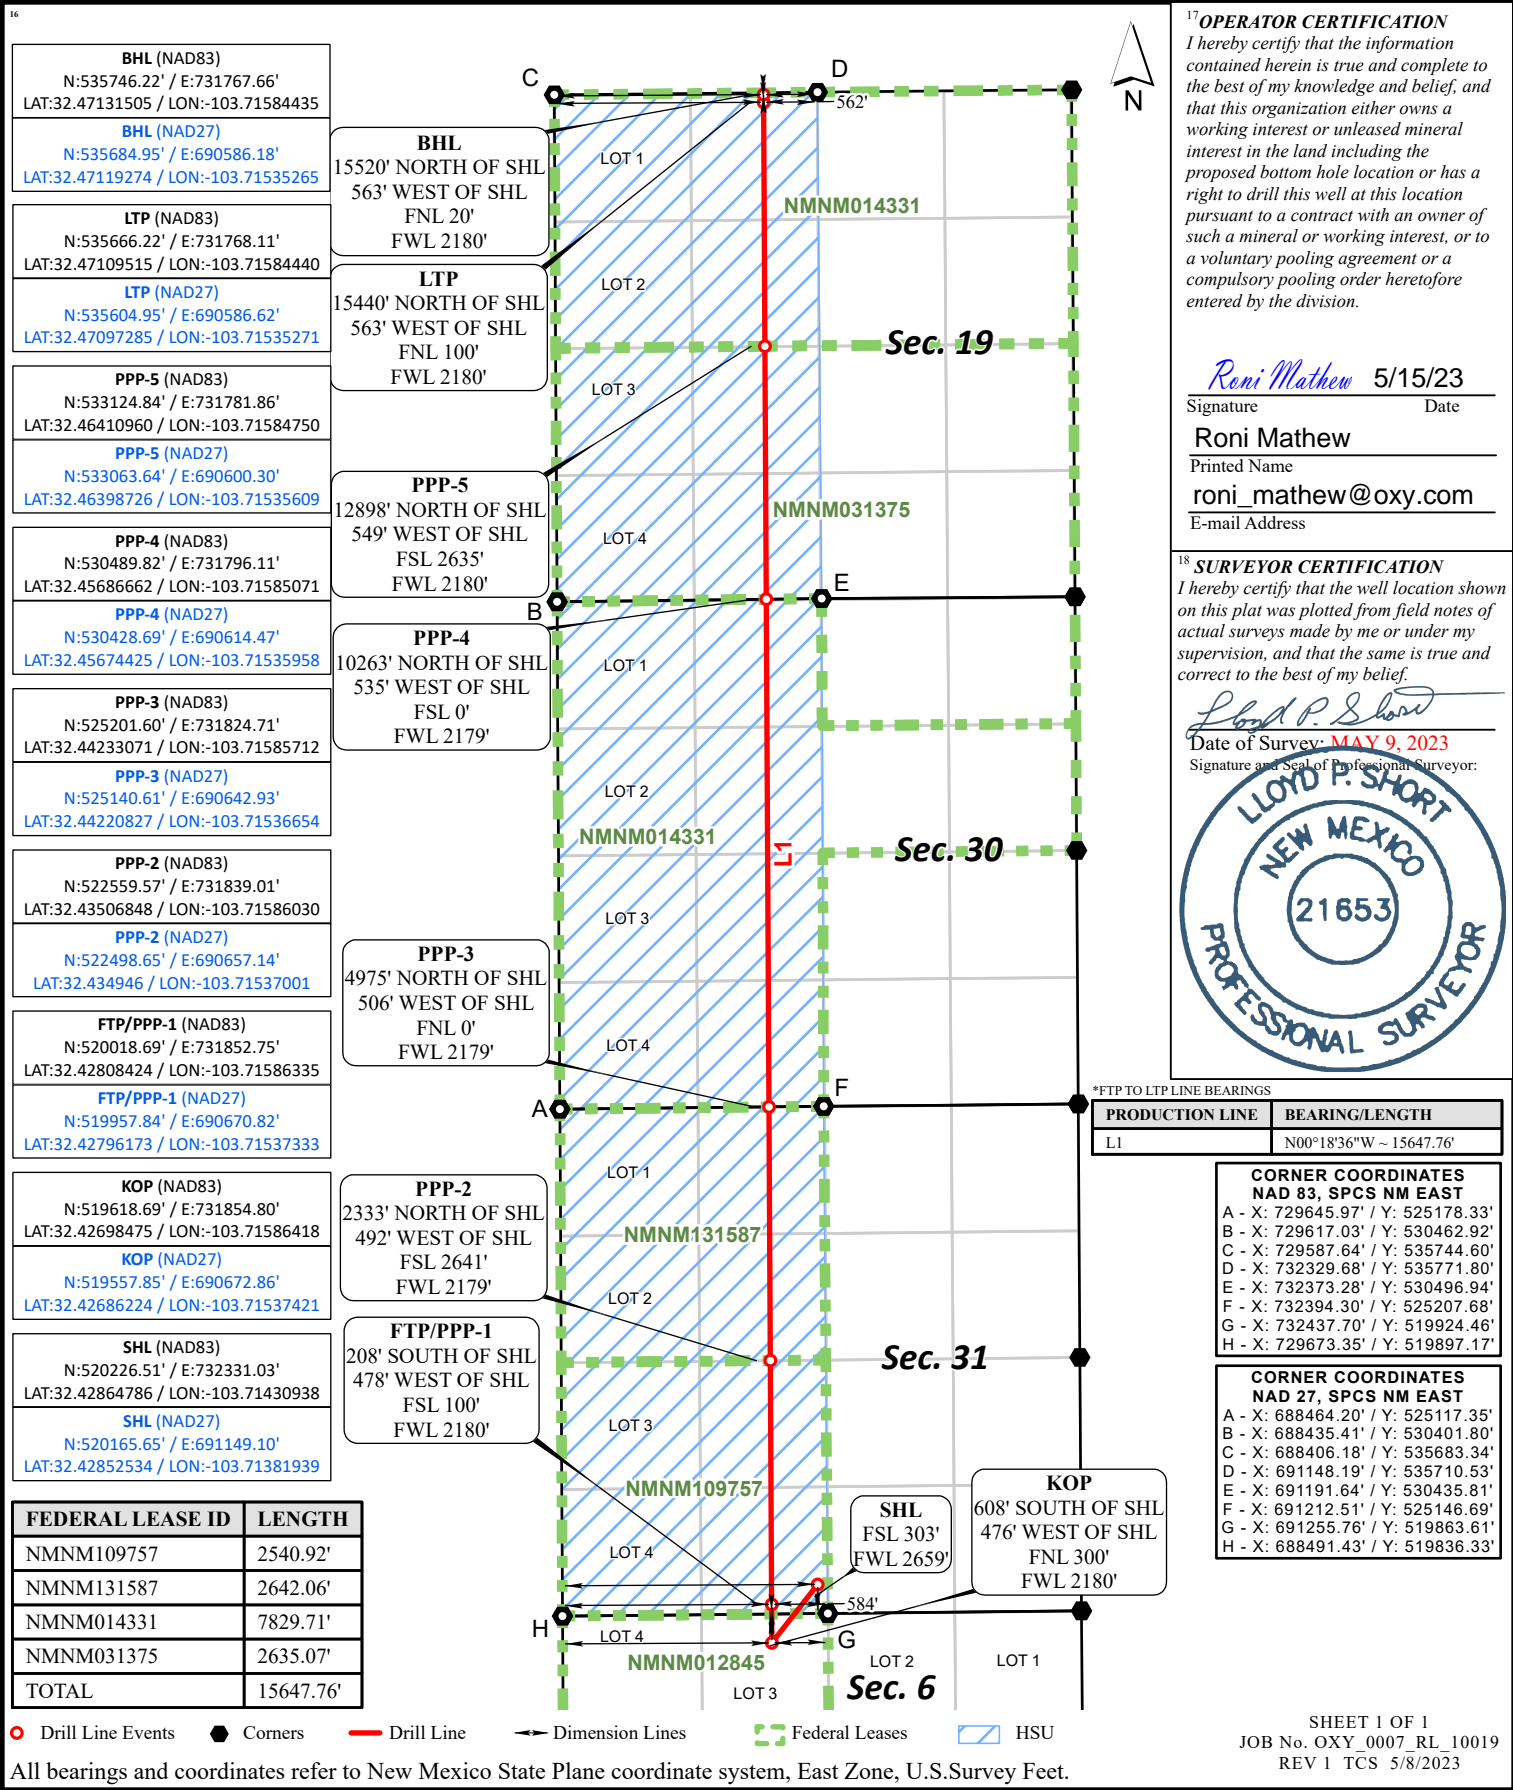 16
BHL (NAD83)
N:535746.22' / E:731767.66'
LAT:32.47131505 / LON:-103.71584435
BHL (NAD27)
N:535684.95' / E:690586.18'
LAT:32.47119274 / LON:-103.71535265
LTP (NAD83)
N:535666.22' / E:731768.11'
LAT:32.47109515 / LON:-103.71584440
LTP (NAD27)
N:535604.95' / E:690586.62'
LAT:32.47097285 / LON:-103.71535271
PPP-5 (NAD83)
N:533124.84' / E:731781.86'
LAT:32.46410960 / LON:-103.71584750
PPP-5 (NAD27)
N:533063.64' / E:690600.30'
LAT:32.46398726 / LON:-103.71535609
PPP-4 (NAD83)
N:530489.82' / E:731796.11'
LAT:32.45686662 / LON:-103.71585071
PPP-4 (NAD27)
N:530428.69' / E:690614.47'
LAT:32.45674425 / LON:-103.71535958
PPP-3 (NAD83)
N:525201.60' / E:731824.71'
LAT:32.44233071 / LON:-103.71585712
PPP-3 (NAD27)
N:525140.61' / E:690642.93'
LAT:32.44220827 / LON:-103.71536654
PPP-2 (NAD83)
N:522559.57' / E:731839.01'
LAT:32.43506848 / LON:-103.71586030
PPP-2 (NAD27)
N:522498.65' / E:690657.14'
LAT:32.434946 / LON:-103.71537001
FTP/PPP-1 (NAD83)
N:520018.69' / E:731852.75'
LAT:32.42808424 / LON:-103.71586335
FTP/PPP-1 (NAD27)
N:519957.84' / E:690670.82'
LAT:32.42796173 / LON:-103.71537333
KOP (NAD83)
N:519618.69' / E:731854.80'
LAT:32.42698475 / LON:-103.71586418
KOP (NAD27)
N:519557.85' / E:690672.86'
LAT:32.42686224 / LON:-103.71537421
SHL (NAD83)
N:520226.51' / E:732331.03'
LAT:32.42864786 / LON:-103.71430938
SHL (NAD27)
N:520165.65' / E:691149.10'
LAT:32.42852534 / LON:-103.71381939
FEDERAL LEASE ID LENGTH
NMNM109757 2540.92'
NMNM131587 2642.06'
NMNM014331 7829.71'
NMNM031375 2635.07'
TOTAL 15647.76'
BHL
15520' NORTH OF SHL
563' WEST OF SHL
FNL 20'
FWL 2180'
LTP
15440' NORTH OF SHL
563' WEST OF SHL
FNL 100'
FWL 2180'
PPP-5
12898' NORTH OF SHL
549' WEST OF SHL
FSL 2635'
FWL 2180'
PPP-4
10263' NORTH OF SHL
535' WEST OF SHL
FSL 0'
FWL 2179'
PPP-3
4975' NORTH OF SHL
506' WEST OF SHL
FNL 0'
FWL 2179'
PPP-2
2333' NORTH OF SHL
492' WEST OF SHL
FSL 2641'
FWL 2179'
FTP/PPP-1
208' SOUTH OF SHL
478' WEST OF SHL
FSL 100'
FWL 2180'
C
D
562'
N
LOT 1
NMNM014331
LOT 2
Sec. 19
LOT 3
NMNM031375
LOT 4
B
E
LOT 1
LOT 2
NMNM014331
L1
Sec. 30
LOT 3
LOT 4
A
F
LOT 1
NMNM131587
LOT 2
Sec. 31
LOT 3
NMNM109757
LOT 4
SHL
FSL 303'
FWL 2659'
KOP
608' SOUTH OF SHL
476' WEST OF SHL
FNL 300'
FWL 2180'
584'
H
G
LOT 4
NMNM012845
LOT 3
LOT 2
LOT 1
Sec. 6
17 OPERATOR CERTIFICATION
I hereby certify that the information
contained herein is true and complete to
the best of my knowledge and belief, and
that this organization either owns a
working interest or unleased mineral
interest in the land including the
proposed bottom hole location or has a
right to drill this well at this location
pursuant to a contract with an owner of
such a mineral or working interest, or to
a voluntary pooling agreement or a
compulsory pooling order heretofore
entered by the division.
Roni Mathew 5/15/23
Signature Date
Roni Mathew
Printed Name
roni_mathew@oxy.com
E-mail Address
18 SURVEYOR CERTIFICATION
I hereby certify that the well location shown
on this plat was plotted from field notes of
actual surveys made by me or under my
supervision, and that the same is true and
correct to the best of my belief.
Lloyd P. Short
Date of Survey: MAY 9, 2023
Signature and Seal of Professional Surveyor:
LLOYD P. SHORT
NEW MEXICO
21653
PROFESSIONAL SURVEYOR
*FTP TO LTP LINE BEARINGS
PRODUCTION LINE BEARING/LENGTH
L1 N00°18'36"W ~ 15647.76'
CORNER COORDINATES
NAD 83, SPCS NM EAST
A - X: 729645.97' / Y: 525178.33'
B - X: 729617.03' / Y: 530462.92'
C - X: 729587.64' / Y: 535744.60'
D - X: 732329.68' / Y: 535771.80'
E - X: 732373.28' / Y: 530496.94'
F - X: 732394.30' / Y: 525207.68'
G - X: 732437.70' / Y: 519924.46'
H - X: 729673.35' / Y: 519897.17'
CORNER COORDINATES
NAD 27, SPCS NM EAST
A - X: 688464.20' / Y: 525117.35'
B - X: 688435.41' / Y: 530401.80'
C - X: 688406.18' / Y: 535683.34'
D - X: 691148.19' / Y: 535710.53'
E - X: 691191.64' / Y: 530435.81'
F - X: 691212.51' / Y: 525146.69'
G - X: 691255.76' / Y: 519863.61'
H - X: 688491.43' / Y: 519836.33'
Drill Line Events Corners Drill Line Dimension Lines Federal Leases HSU
All bearings and coordinates refer to New Mexico State Plane coordinate system, East Zone, U.S.Survey Feet.
SHEET 1 OF 1
JOB No. OXY_0007_RL_10019
REV 1 TCS 5/8/2023